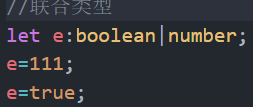 //联合类型
let e:boolean|number;
e=111;
e=true;